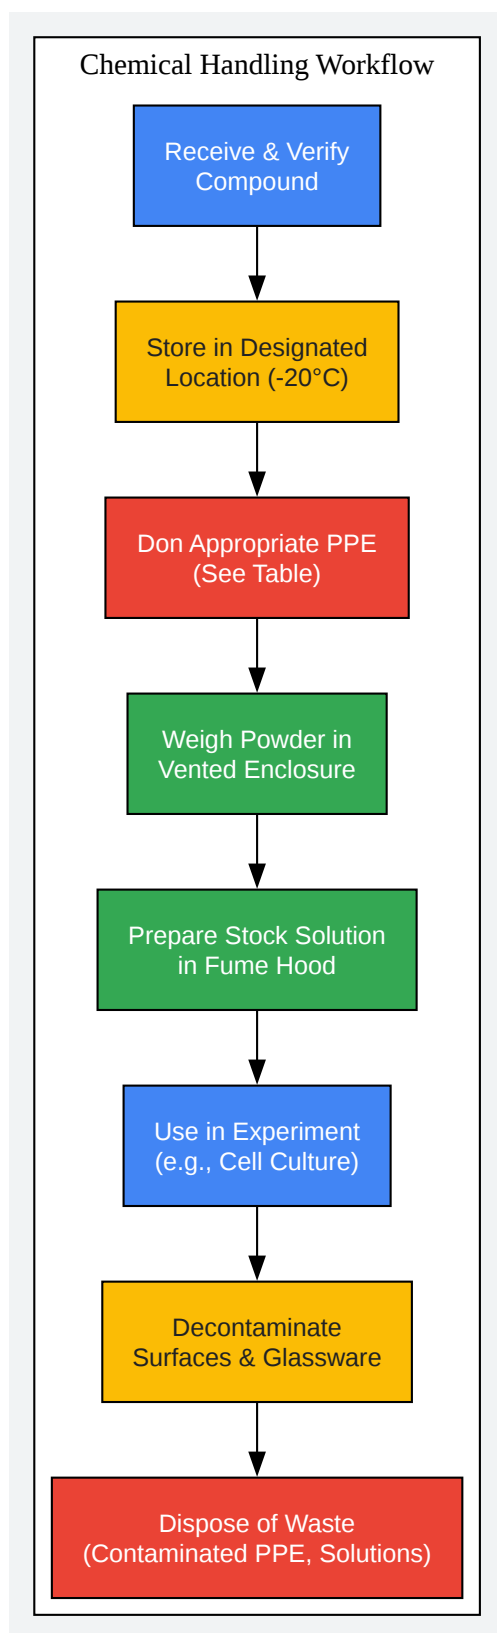 Chemical Handling Workflow
Receive & Verify
Compound
Store in Designated
Location (-20°C)
Don Appropriate PPE
(See Table)
Weigh Powder in
Vented Enclosure
Prepare Stock Solution
in Fume Hood
Use in Experiment
(e.g., Cell Culture)
Decontaminate
Surfaces & Glassware
Dispose of Waste
(Contaminated PPE, Solutions)